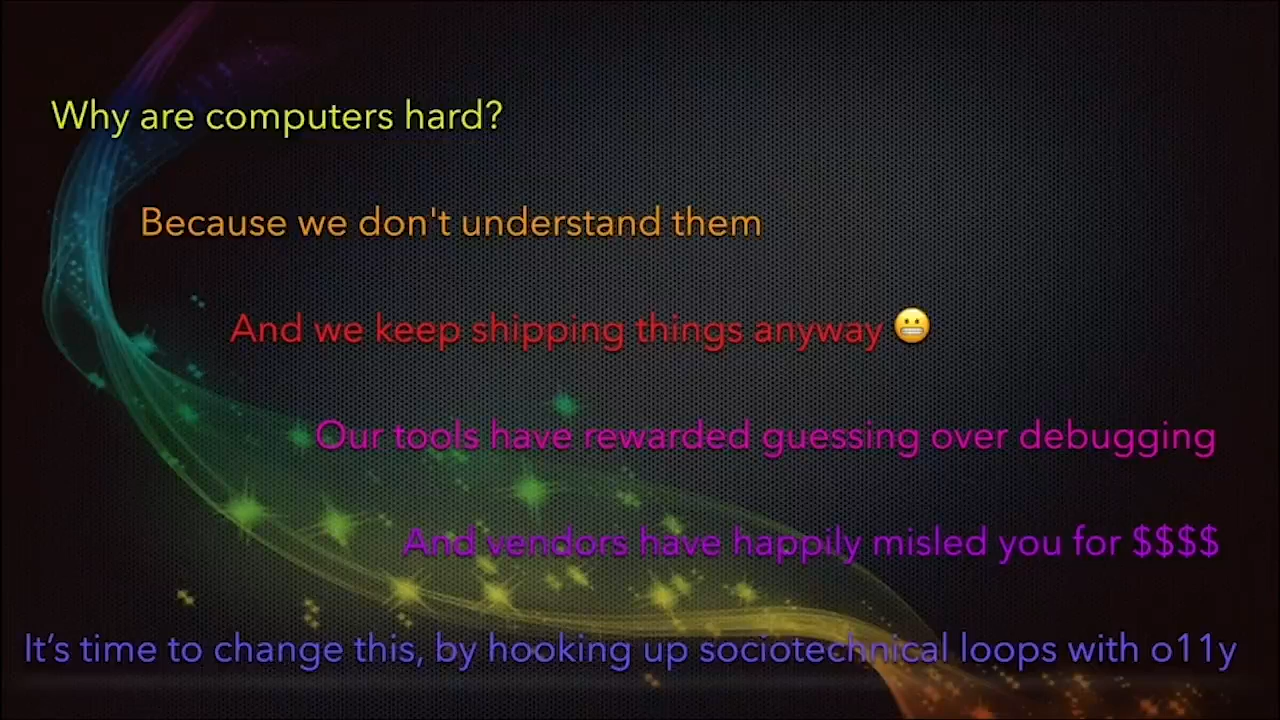 Why are computers hard?
Because we don't understand them
And we keep shipping things anyway 😬
Our tools have rewarded guessing over debugging
And vendors have happily misled you for $$$$
It‘s time to change this, by hooking up sociotechnical loops with o11y